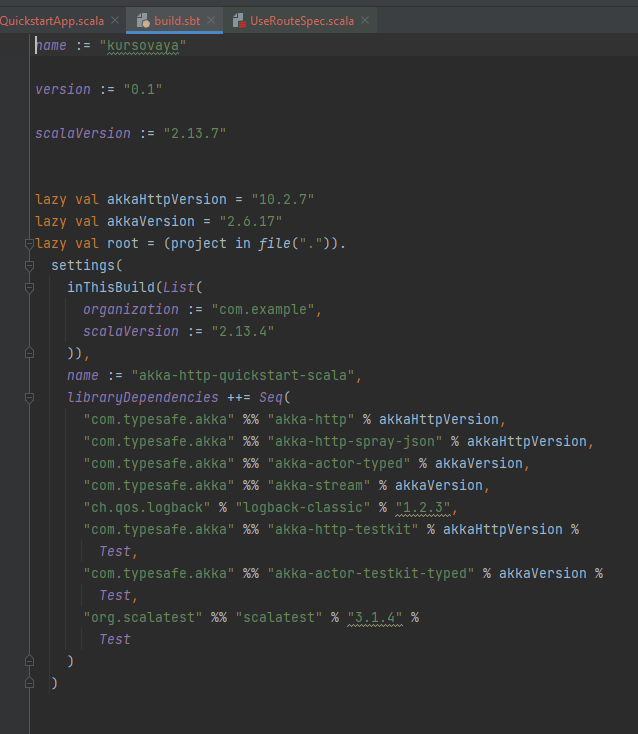 QuickstartApp.scala build.sbt UseRouteSpec.scala
name := "kursovaya"
version := "0.1"
scalaVersion := "2.13.7"
lazy val akkaHttpVersion = "10.2.7"
lazy val akkaVersion = "2.6.17"
lazy val root = (project in file(".")).
settings(
inThisBuild(List(
organization := "com.example",
scalaVersion := "2.13.4"
)),
name := "akka-http-quickstart-scala",
libraryDependencies ++= Seq(
"com.typesafe.akka" %% "akka-http" % akkaHttpVersion,
"com.typesafe.akka" %% "akka-http-spray-json" % akkaHttpVersion,
"com.typesafe.akka" %% "akka-actor-typed" % akkaVersion,
"com.typesafe.akka" %% "akka-stream" % akkaVersion,
"ch.qos.logback" % "logback-classic" % "1.2.3",
"com.typesafe.akka" %% "akka-http-testkit" % akkaHttpVersion %
Test,
"com.typesafe.akka" %% "akka-actor-testkit-typed" % akkaVersion %
Test,
"org.scalatest" %% "scalatest" % "3.1.4" %
Test
)
)